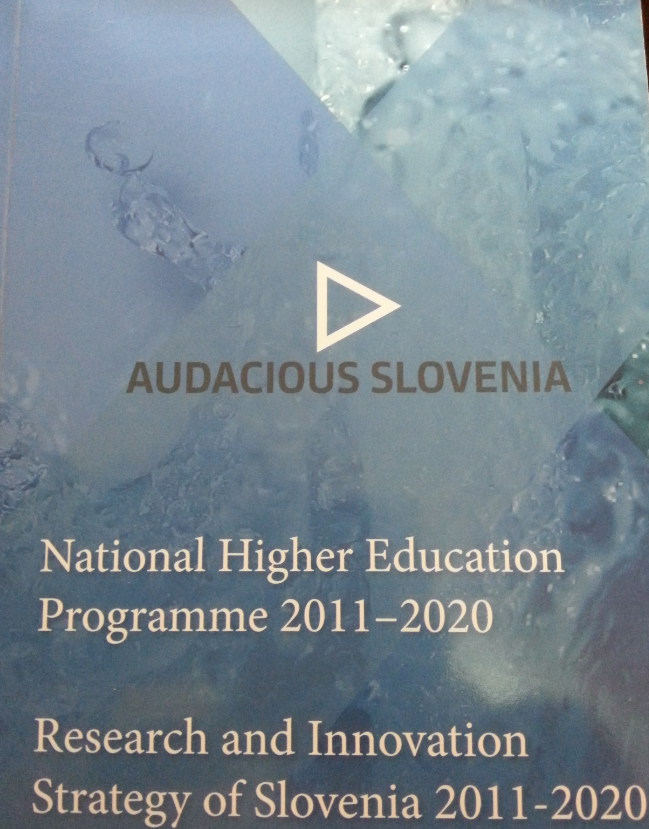 AUDACIOUS SLOVENIA
National Higher Education
Programme 2011–2020
Research and Innovation
Strategy of Slovenia 2011-2020